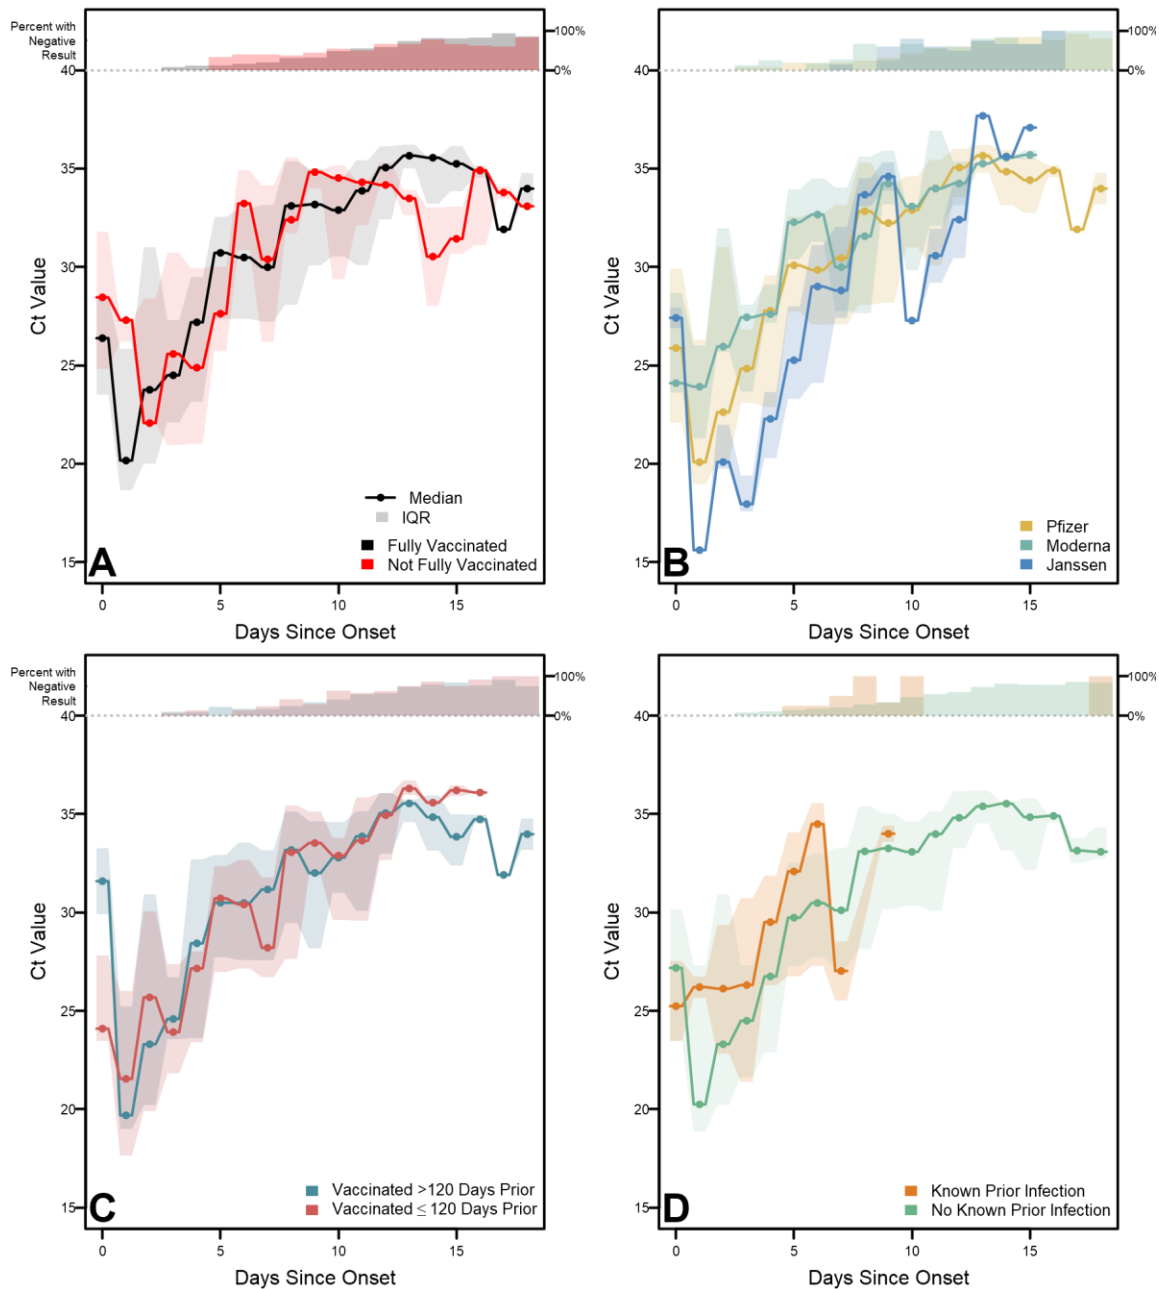 Percent with
Negative
Result
100%
0%
40
35
30
25
20
15
Ct Value
Median
IQR
Fully Vaccinated
Not Fully Vaccinated
A
0
5
10
15
Days Since Onset
100%
0%
40
35
30
25
20
15
Ct Value
Pfizer
Moderna
Janssen
B
0
5
10
15
Days Since Onset
Percent with
Negative
Result
100%
0%
40
35
30
25
20
15
Ct Value
Vaccinated >120 Days Prior
Vaccinated ≤ 120 Days Prior
C
0
5
10
15
Days Since Onset
100%
0%
40
35
30
25
20
15
Ct Value
Known Prior Infection
No Known Prior Infection
D
0
5
10
15
Days Since Onset